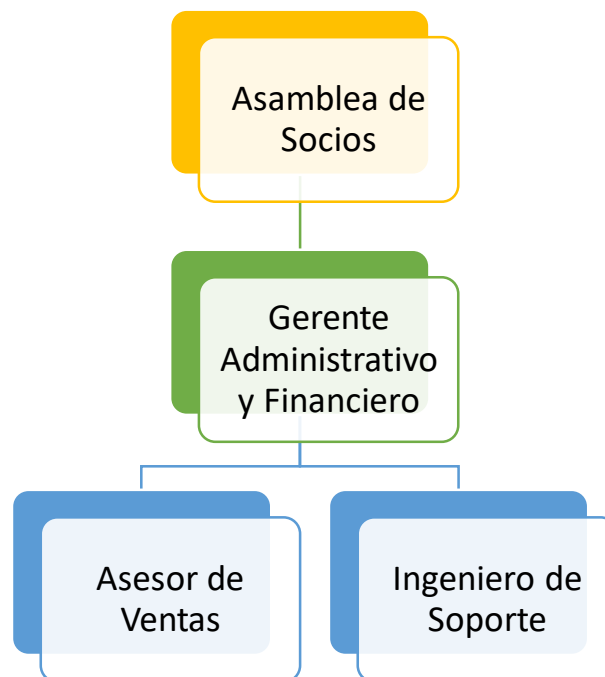 Asamblea de
Socios
Gerente
Administrativo
y Financiero
Asesor de
Ventas
Ingeniero de
Soporte